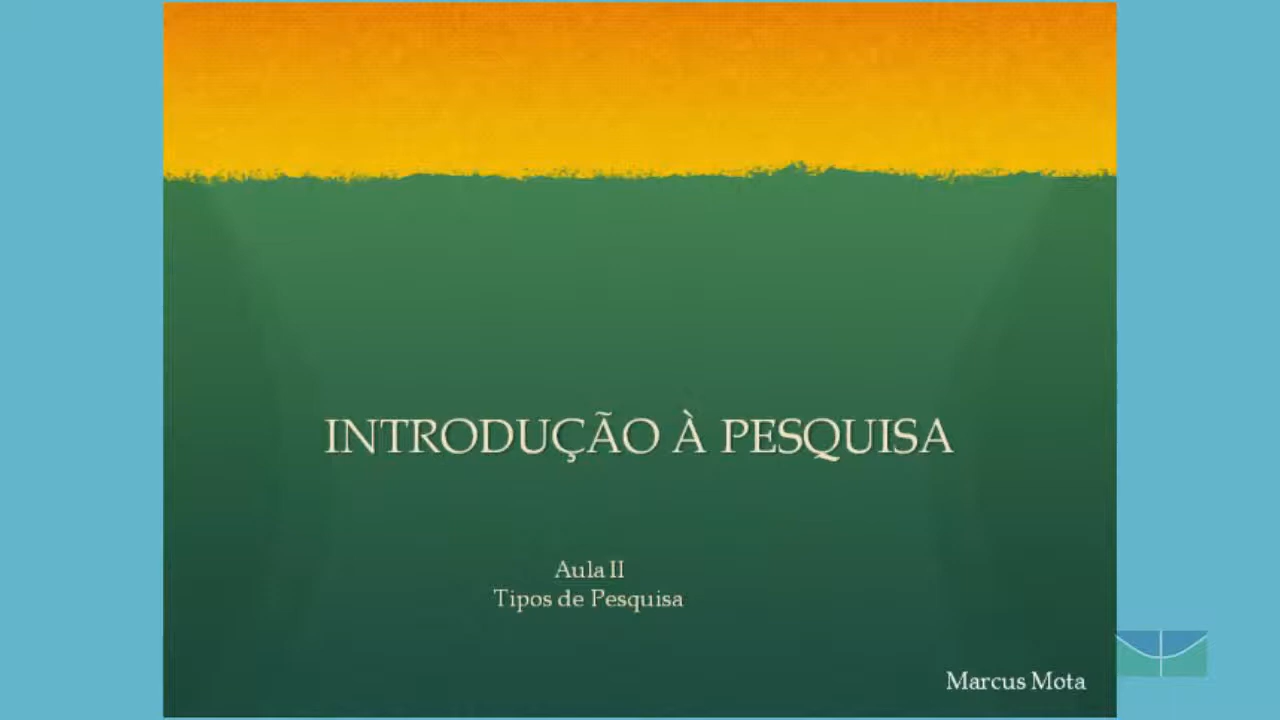 INTRODUÇÃO À PESQUISA
Aula II
Tipos de Pesquisa
Marcus Mota